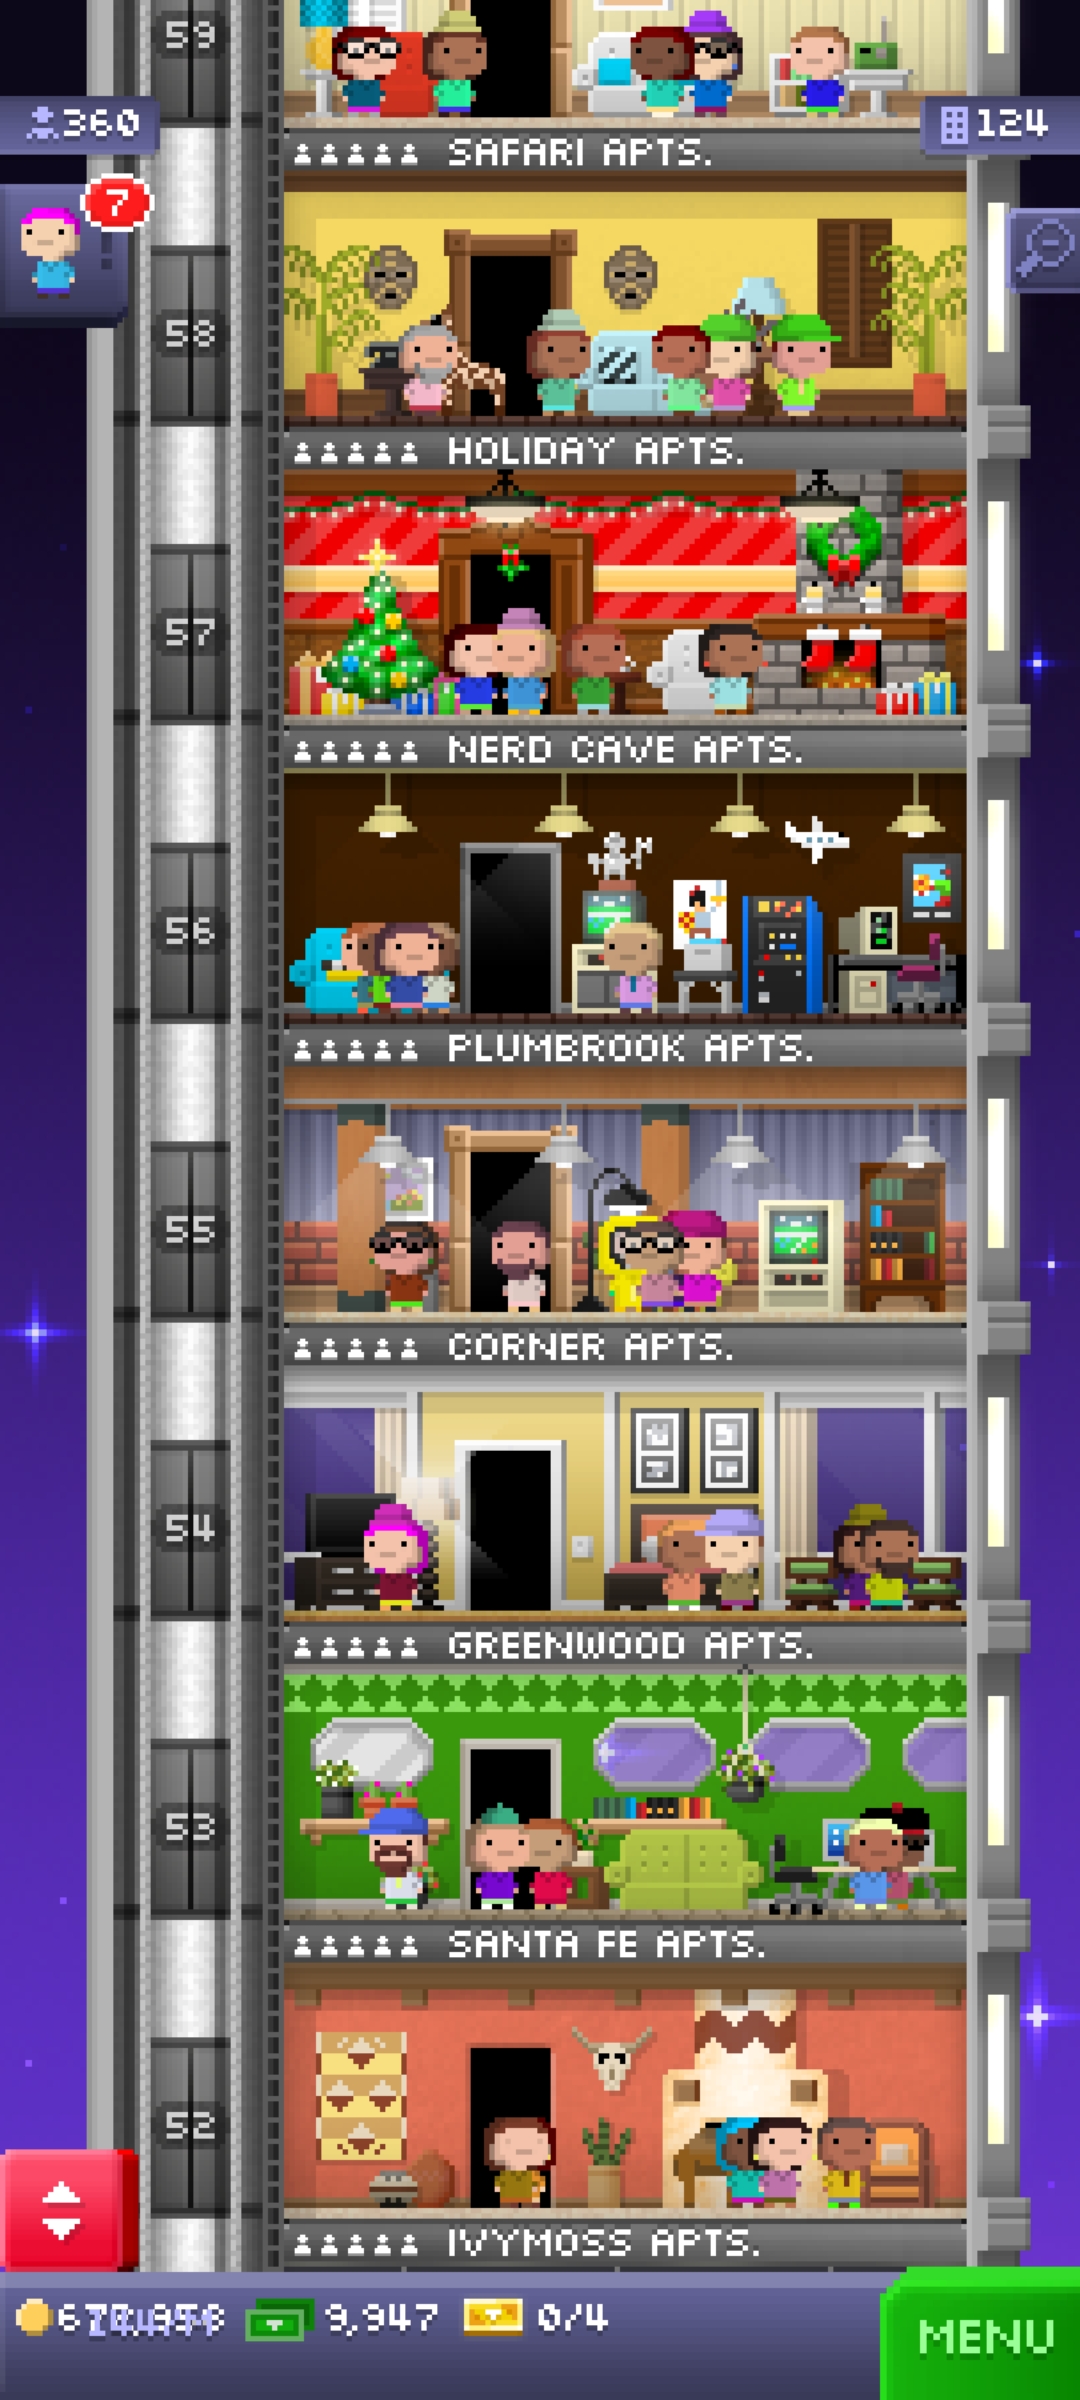 59
360
124
SAFARI APTS.
7
58
HOLIDAY APTS.
57
NERD CAVE APTS.
56
PLUMBROOK APTS.
55
CORNER APTS.
54
GREENWOOD APTS.
53
SANTA FE APTS.
52
IVYMOSS APTS.
9,947
0/4
MENU